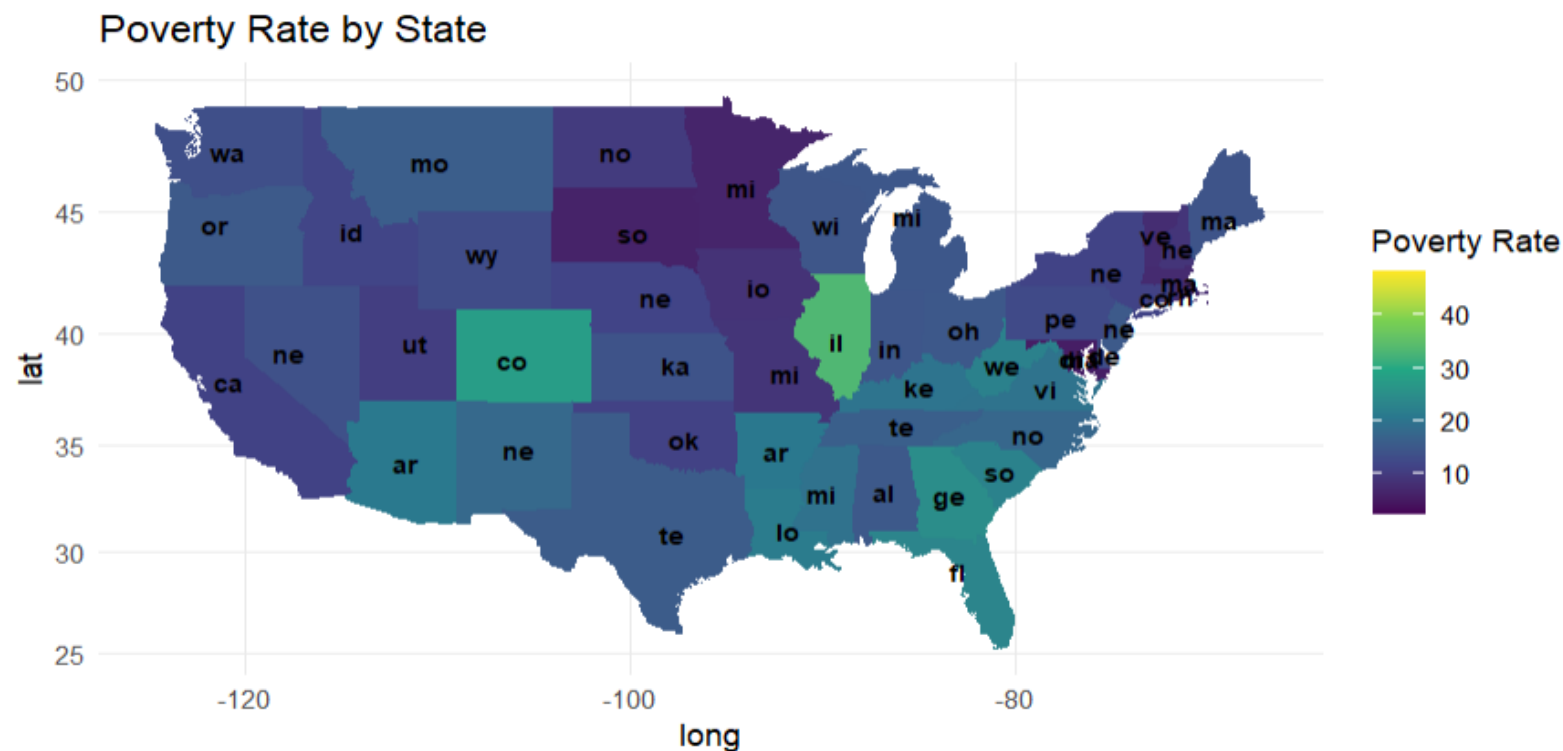 Poverty Rate by State
50
45
40
35
30
25
lat
wa
mo
no
mi
or
id
wy
so
wi
mi
ve
ma
ne
ne
ma
co
ca
ne
ut
co
ne
io
ka
mi
il
in
oh
pe
ne
de
we
ke
vi
ar
ne
ok
ar
te
no
te
lo
mi
al
ge
so
fl
-120
-100
-80
long
Poverty Rate
40
30
20
10